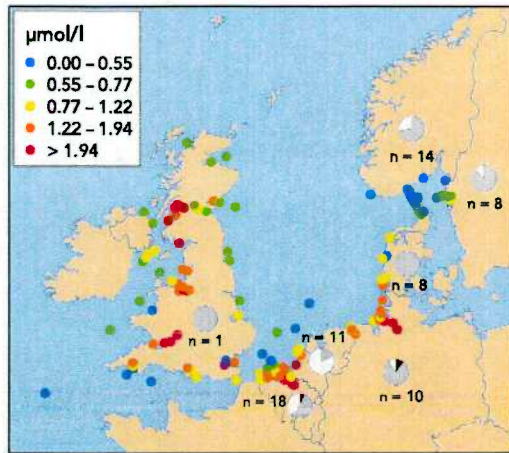 μmol/l
0.00 – 0.55
0.55 – 0.77
0.77 – 1.22
1.22 – 1.94
> 1.94
n = 14
n = 8
n = 8
n = 11
n = 1
n = 10
n = 18